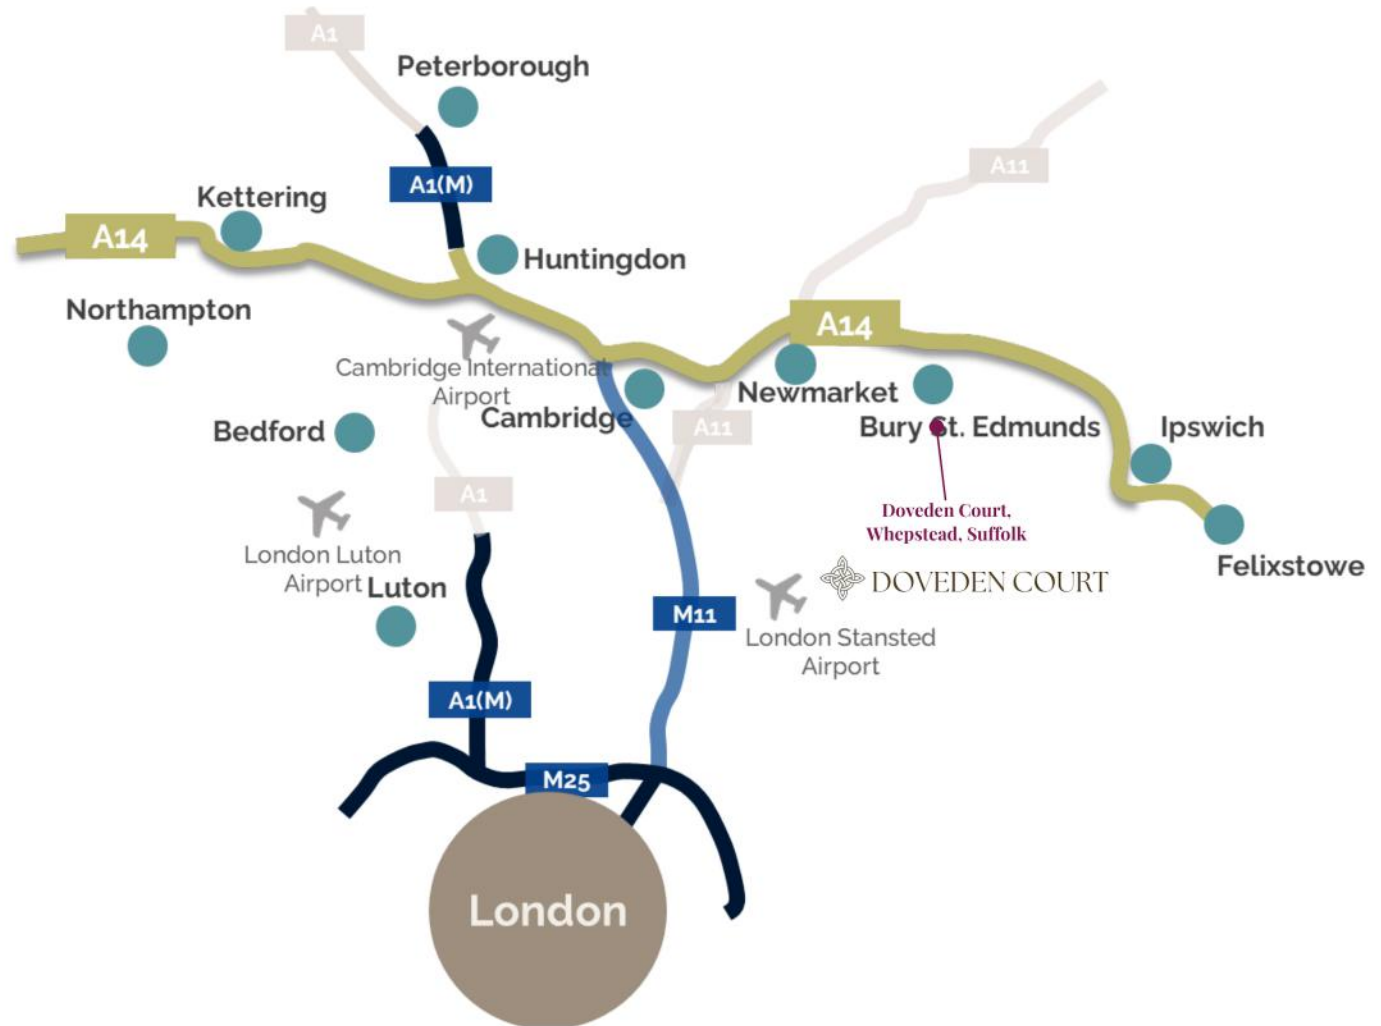 A1
Peterborough
A11
A1(M)
Kettering
A14
Huntingdon
Northampton
A14
Cambridge International
Airport
Newmarket
Cambridge
A11
Bury St. Edmunds
Ipswich
Bedford
A1
Doveden Court,
Whepstead, Suffolk
London Luton
Airport
Felixstowe
DOVEDEN COURT
Luton
M11
London Stansted
Airport
A1(M)
M25
London